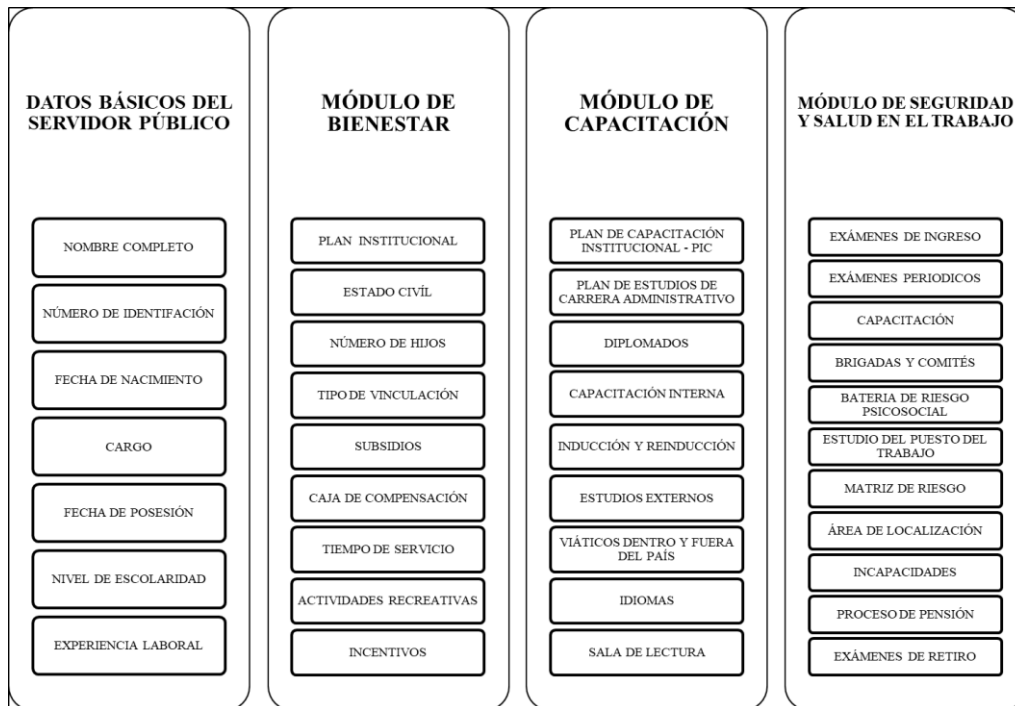 DATOS BÁSICOS DEL
SERVIDOR PÚBLICO
NOMBRE COMPLETO
NÚMERO DE IDENTIFACIÓN
FECHA DE NACIMIENTO
CARGO
FECHA DE POSESIÓN
NIVEL DE ESCOLARIDAD
EXPERIENCIA LABORAL
MÓDULO DE
BIENESTAR
PLAN INSTITUCIONAL
ESTADO CIVÍL
NÚMERO DE HIJOS
TIPO DE VINCULACIÓN
SUBSIDIOS
CAJA DE COMPENSACIÓN
TIEMPO DE SERVICIO
ACTIVIDADES RECREATIVAS
INCENTIVOS
MÓDULO DE
CAPACITACIÓN
PLAN DE CAPACITACIÓN
INSTITUCIONAL - PIC
PLAN DE ESTUDIOS DE
CARRERA ADMINISTRATIVO
DIPLOMADOS
CAPACITACIÓN INTERNA
INDUCCIÓN Y REINDUCCIÓN
ESTUDIOS EXTERNOS
VIÁTICOS DENTRO Y FUERA
DEL PAÍS
IDIOMAS
SALA DE LECTURA
MÓDULO DE SEGURIDAD
Y SALUD EN EL TRABAJO
EXÁMENES DE INGRESO
EXÁMENES PERIODICOS
CAPACITACIÓN
BRIGADAS Y COMITÉS
BATERIA DE RIESGO
PSICOSOCIAL
ESTUDIO DEL PUESTO DEL
TRABAJO
MATRIZ DE RIESGO
ÁREA DE LOCALIZACIÓN
INCAPACIDADES
PROCESO DE PENSIÓN
EXÁMENES DE RETIRO